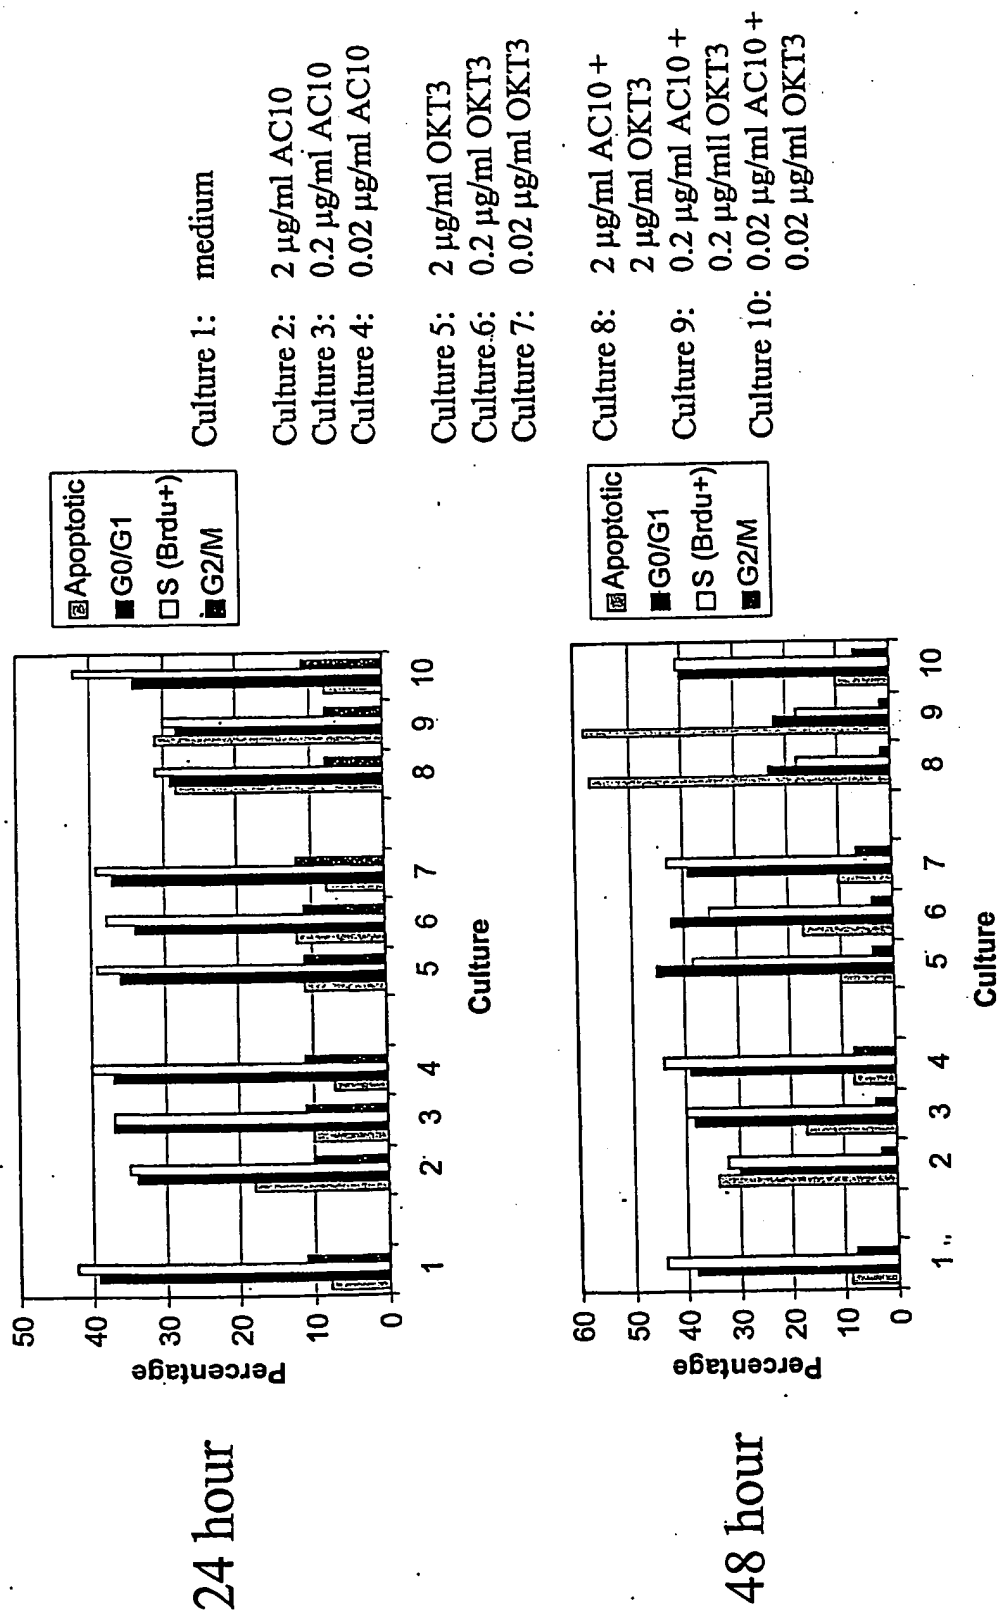 24 hour
Percentage
50
40
30
20
10
0
1
2
3
4
5
6
7
8
9
10
Culture
Apoptotic
G0/G1
S (Brdu+)
G2/M
48 hour
Percentage
60
50
40
30
20
10
0
1
2
3
4
5
6
7
8
9
10
Culture
Apoptotic
G0/G1
S (Brdu+)
G2/M
Culture 1: medium
Culture 2: 2 µg/ml AC10
Culture 3: 0.2 µg/ml AC10
Culture 4: 0.02 µg/ml AC10
Culture 5: 2 µg/ml OKT3
Culture 6: 0.2 µg/ml OKT3
Culture 7: 0.02 µg/ml OKT3
Culture 8: 2 µg/ml AC10 +
2 µg/ml OKT3
Culture 9: 0.2 µg/ml AC10 +
0.2 µg/mll OKT3
Culture 10: 0.02 µg/ml AC10 +
0.02 µg/ml OKT3